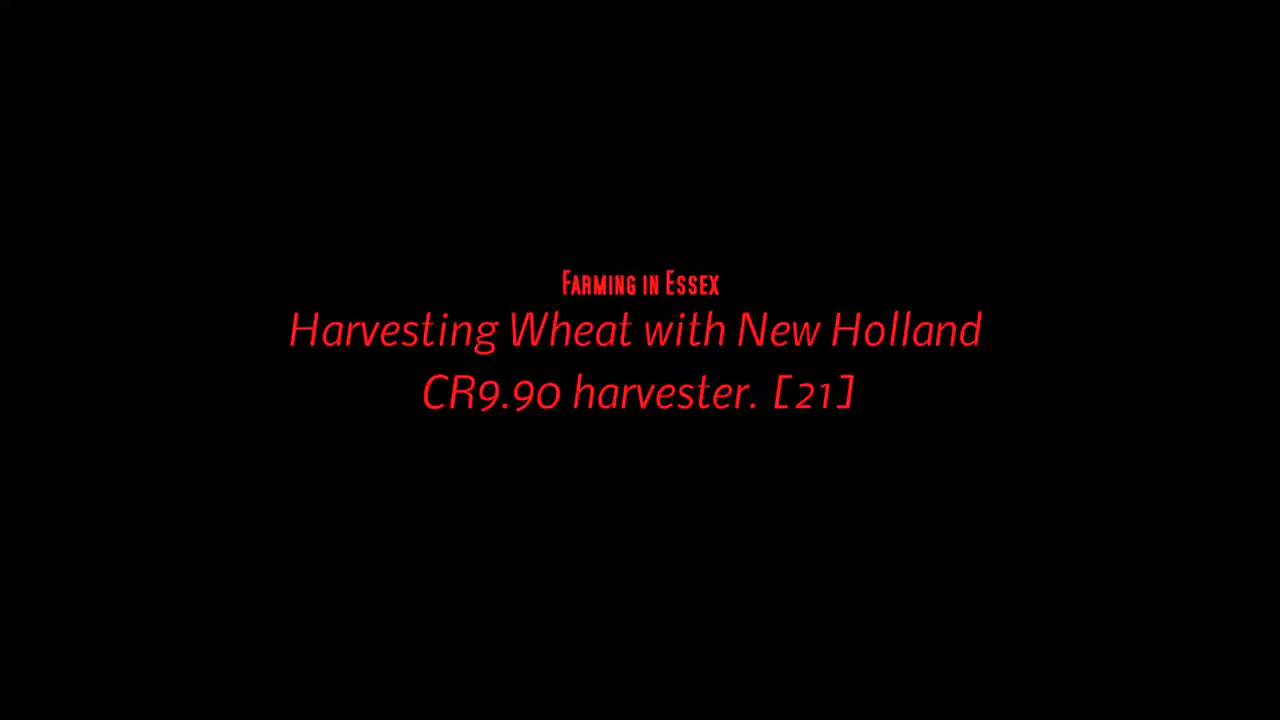 Farming in Essex
Harvesting Wheat with New Holland
CR9.90 harvester. [21]